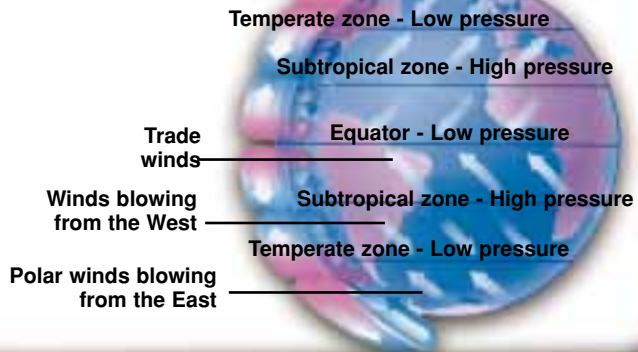 Temperate zone - Low pressure
Subtropical zone - High pressure
Equator - Low pressure
Trade
winds
Subtropical zone - High pressure
Winds blowing
from the West
Temperate zone - Low pressure
Polar winds blowing
from the East